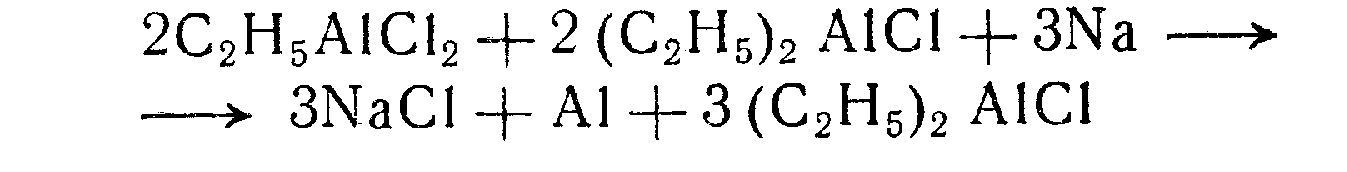 2C₂H₅AlCl₂ + 2 (C₂H₅)₂ AlCl + 3Na ⟶
⟶ 3NaCl + Al + 3 (C₂H₅)₂ AlCl